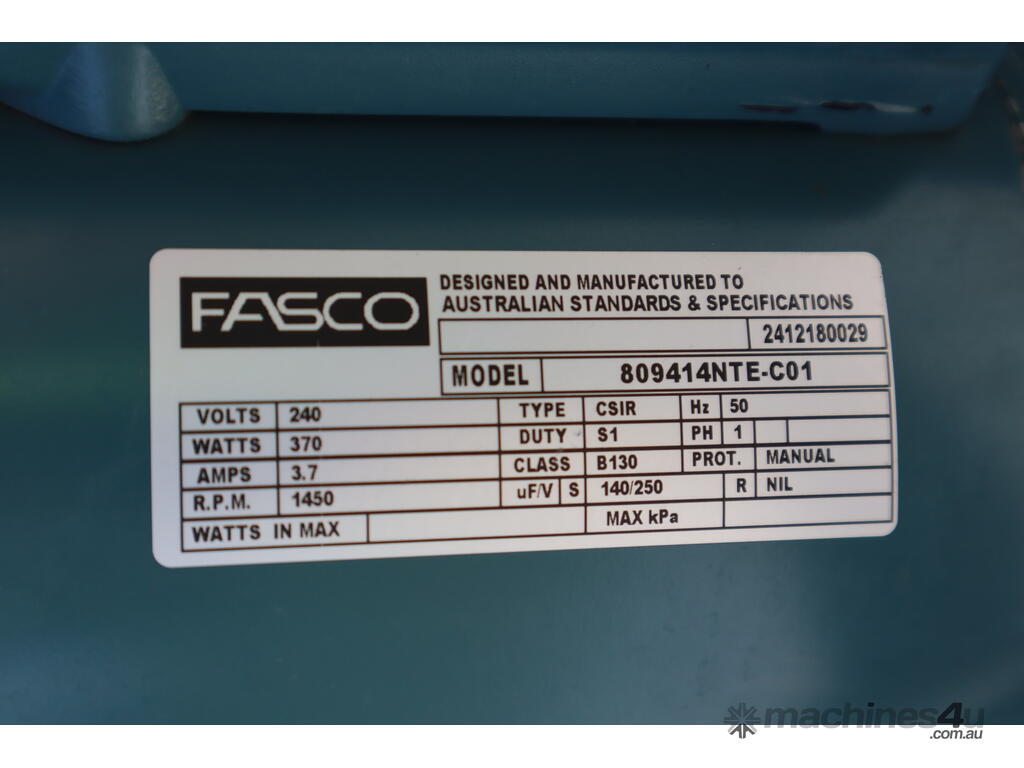 FASCO
DESIGNED AND MANUFACTURED TO
AUSTRALIAN STANDARDS & SPECIFICATIONS
2412180029
MODEL 809414NTE-C01
VOLTS 240 TYPE CSIR Hz 50
WATTS 370 DUTY S1 PH 1
AMPS 3.7 CLASS B130 PROT. MANUAL
R.P.M. 1450 uF/V S 140/250 R NIL
WATTS IN MAX MAX kPa
machines4u
.com.au